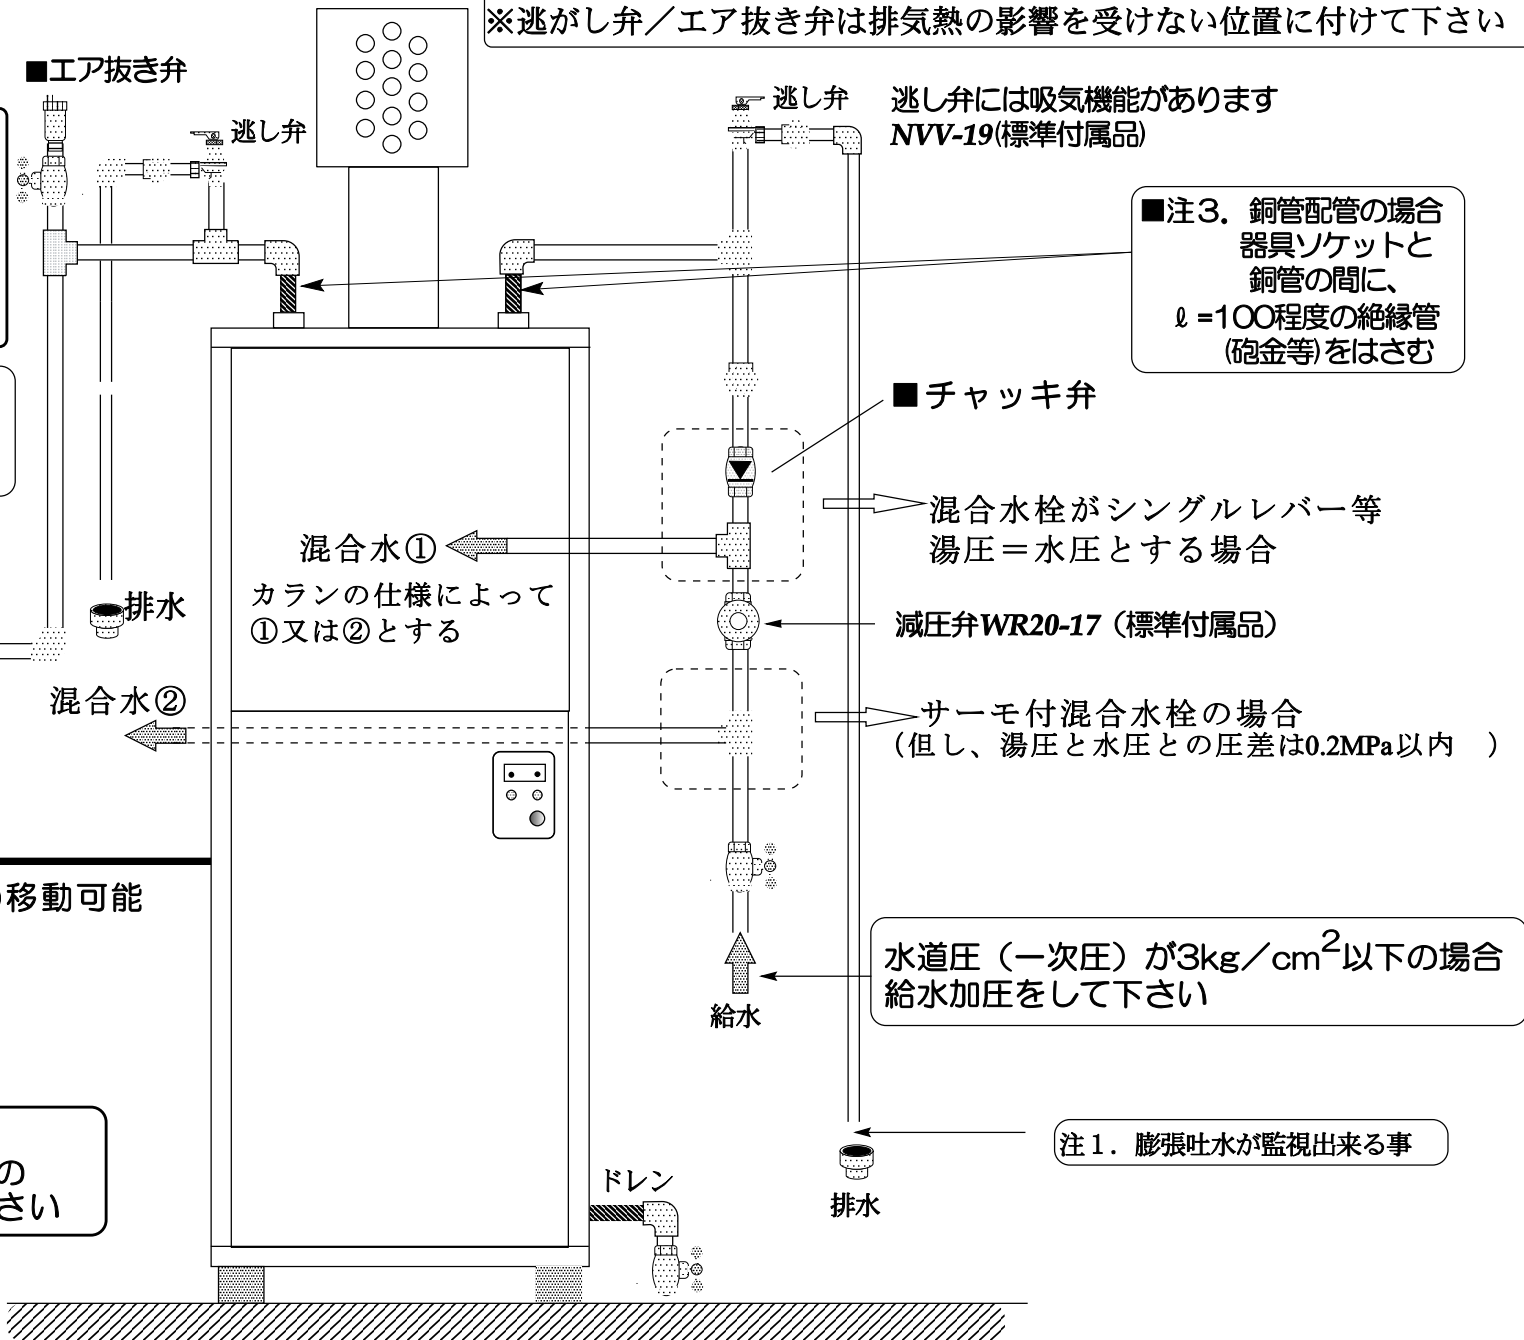 ※逃がし弁／エア抜き弁は排気熱の影響を受けない位置に付けて下さい
■エア抜き弁
逃し弁
逃し弁
逃し弁には吸気機能があります
NVV-19(標準付属品)
■注3．銅管配管の場合
器具ソケットと
銅管の間に、
ℓ=100程度の絶縁管
(砲金等)をはさむ
■チャッキ弁
混合水栓がシングルレバー等
湯圧＝水圧とする場合
混合水①
カランの仕様によって
①又は②とする
排水
減圧弁WR20-17（標準付属品）
混合水②
サーモ付混合水栓の場合
（但し、湯圧と水圧との圧差は0.2MPa以内　）
移動可能
水道圧（一次圧）が3kg／cm²以下の場合
給水加圧をして下さい
給水
注１．膨張吐水が監視出来る事
排水
ドレン
の
さい